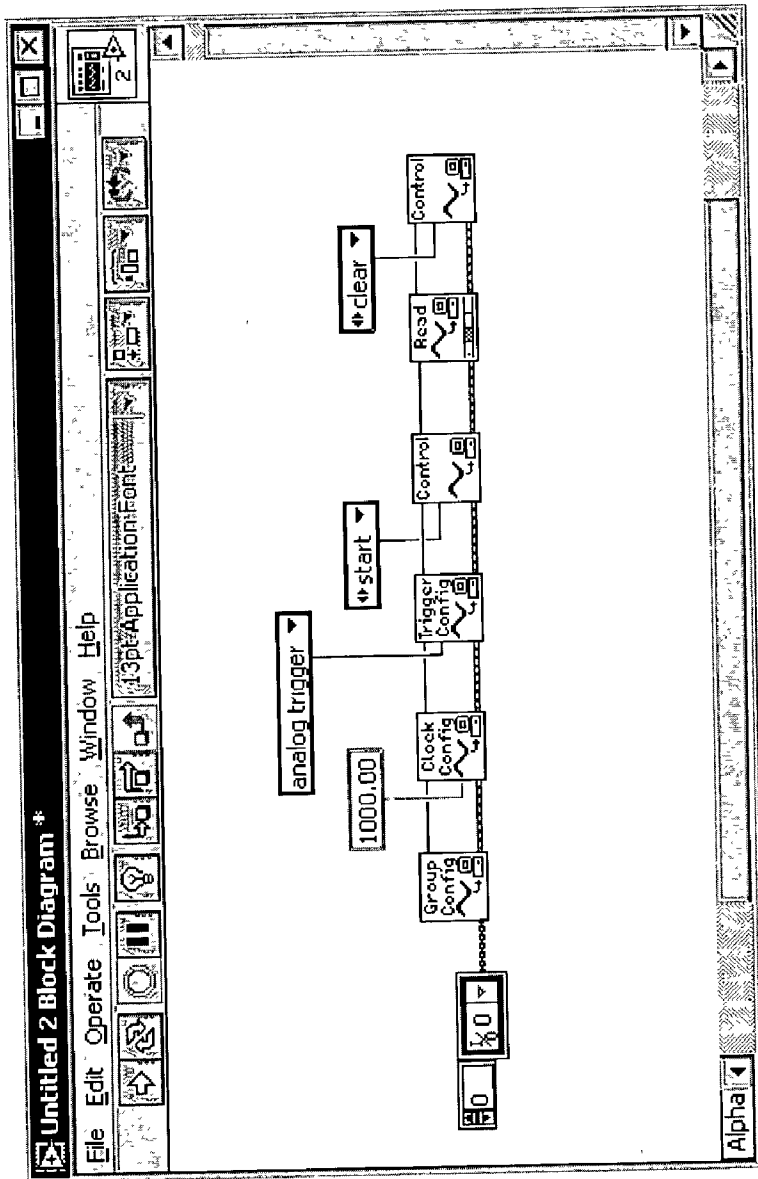 Untitled 2 Block Diagram *
File Edit Operate Tools Browse Window Help
13pt Application Font
2
analog trigger
1000.00
start
clear
Group Config
Clock Config
Trigger Config
Control
Read
Control
0
I/O 0
Alpha